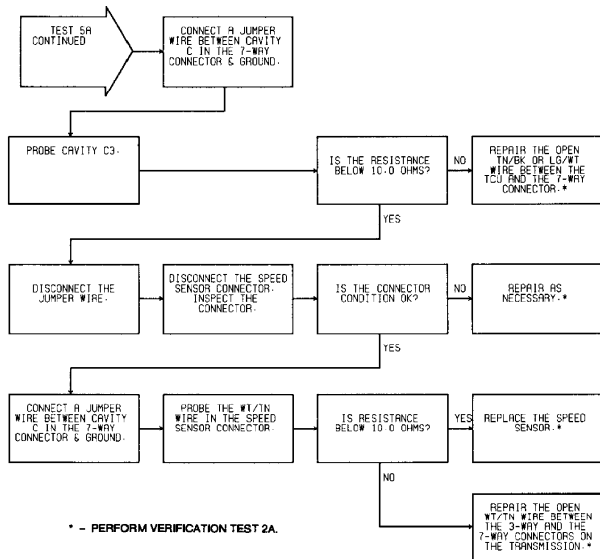 TEST 5A
CONTINUED
CONNECT A JUMPER
WIRE BETWEEN CAVITY
C IN THE 7-WAY
CONNECTOR & GROUND.
PROBE CAVITY C3.
IS THE RESISTANCE
BELOW 10.0 OHMS?
NO
REPAIR THE OPEN
TN/BK OR LG/WT
WIRE BETWEEN THE
TCU AND THE 7-WAY
CONNECTOR.*
YES
DISCONNECT THE
JUMPER WIRE.
DISCONNECT THE SPEED
SENSOR CONNECTOR.
INSPECT THE
CONNECTOR.
IS THE CONNECTOR
CONDITION OK?
NO
REPAIR AS
NECESSARY.*
YES
CONNECT A JUMPER
WIRE BETWEEN CAVITY
C IN THE 7-WAY
CONNECTOR & GROUND.
PROBE THE WT/TN
WIRE IN THE SPEED
SENSOR CONNECTOR.
IS RESISTANCE
BELOW 10.0 OHMS?
YES
REPLACE THE SPEED
SENSOR.*
NO
REPAIR THE OPEN
WT/TN WIRE BETWEEN
THE 3-WAY AND THE
7-WAY CONNECTORS ON
THE TRANSMISSION.*
* - PERFORM VERIFICATION TEST 2A.